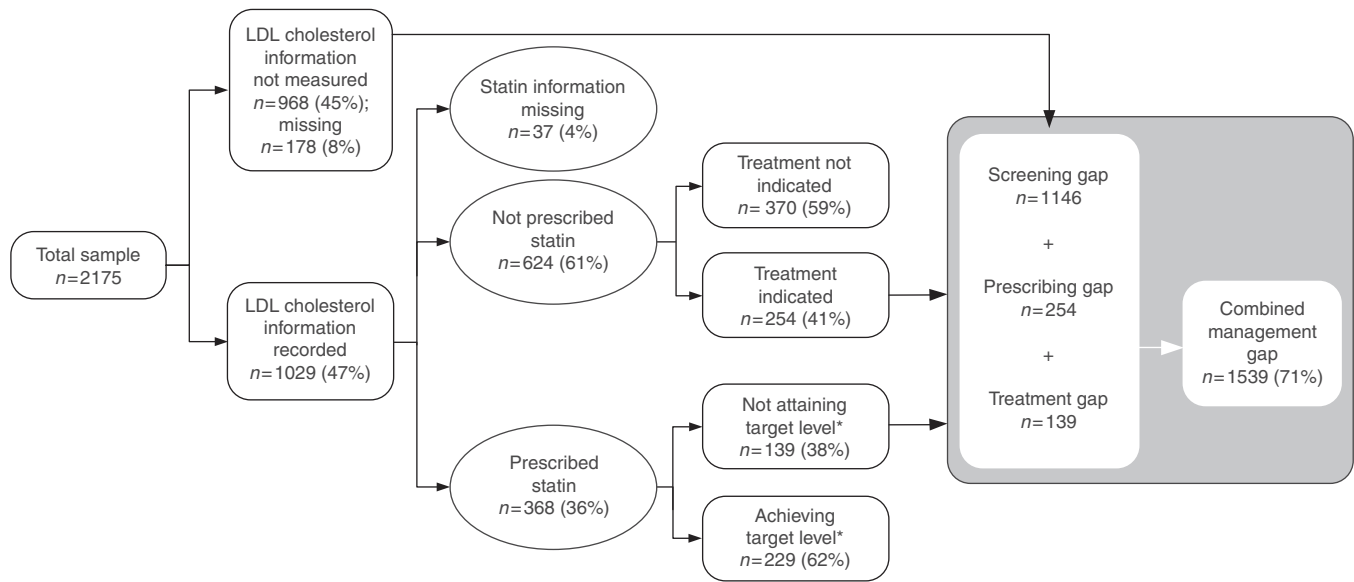 Total sample
n=2175
LDL cholesterol
information
not measured
n=968 (45%);
missing
n=178 (8%)
LDL cholesterol
information
recorded
n=1029 (47%)
Statin information
missing
n=37 (4%)
Not prescribed
statin
n=624 (61%)
Prescribed
statin
n=368 (36%)
Treatment not
indicated
n= 370 (59%)
Treatment
indicated
n=254 (41%)
Not attaining
target level*
n=139 (38%)
Achieving
target level*
n=229 (62%)
Screening gap
n=1146
+
Prescribing gap
n=254
+
Treatment gap
n=139
Combined
management
gap
n=1539 (71%)